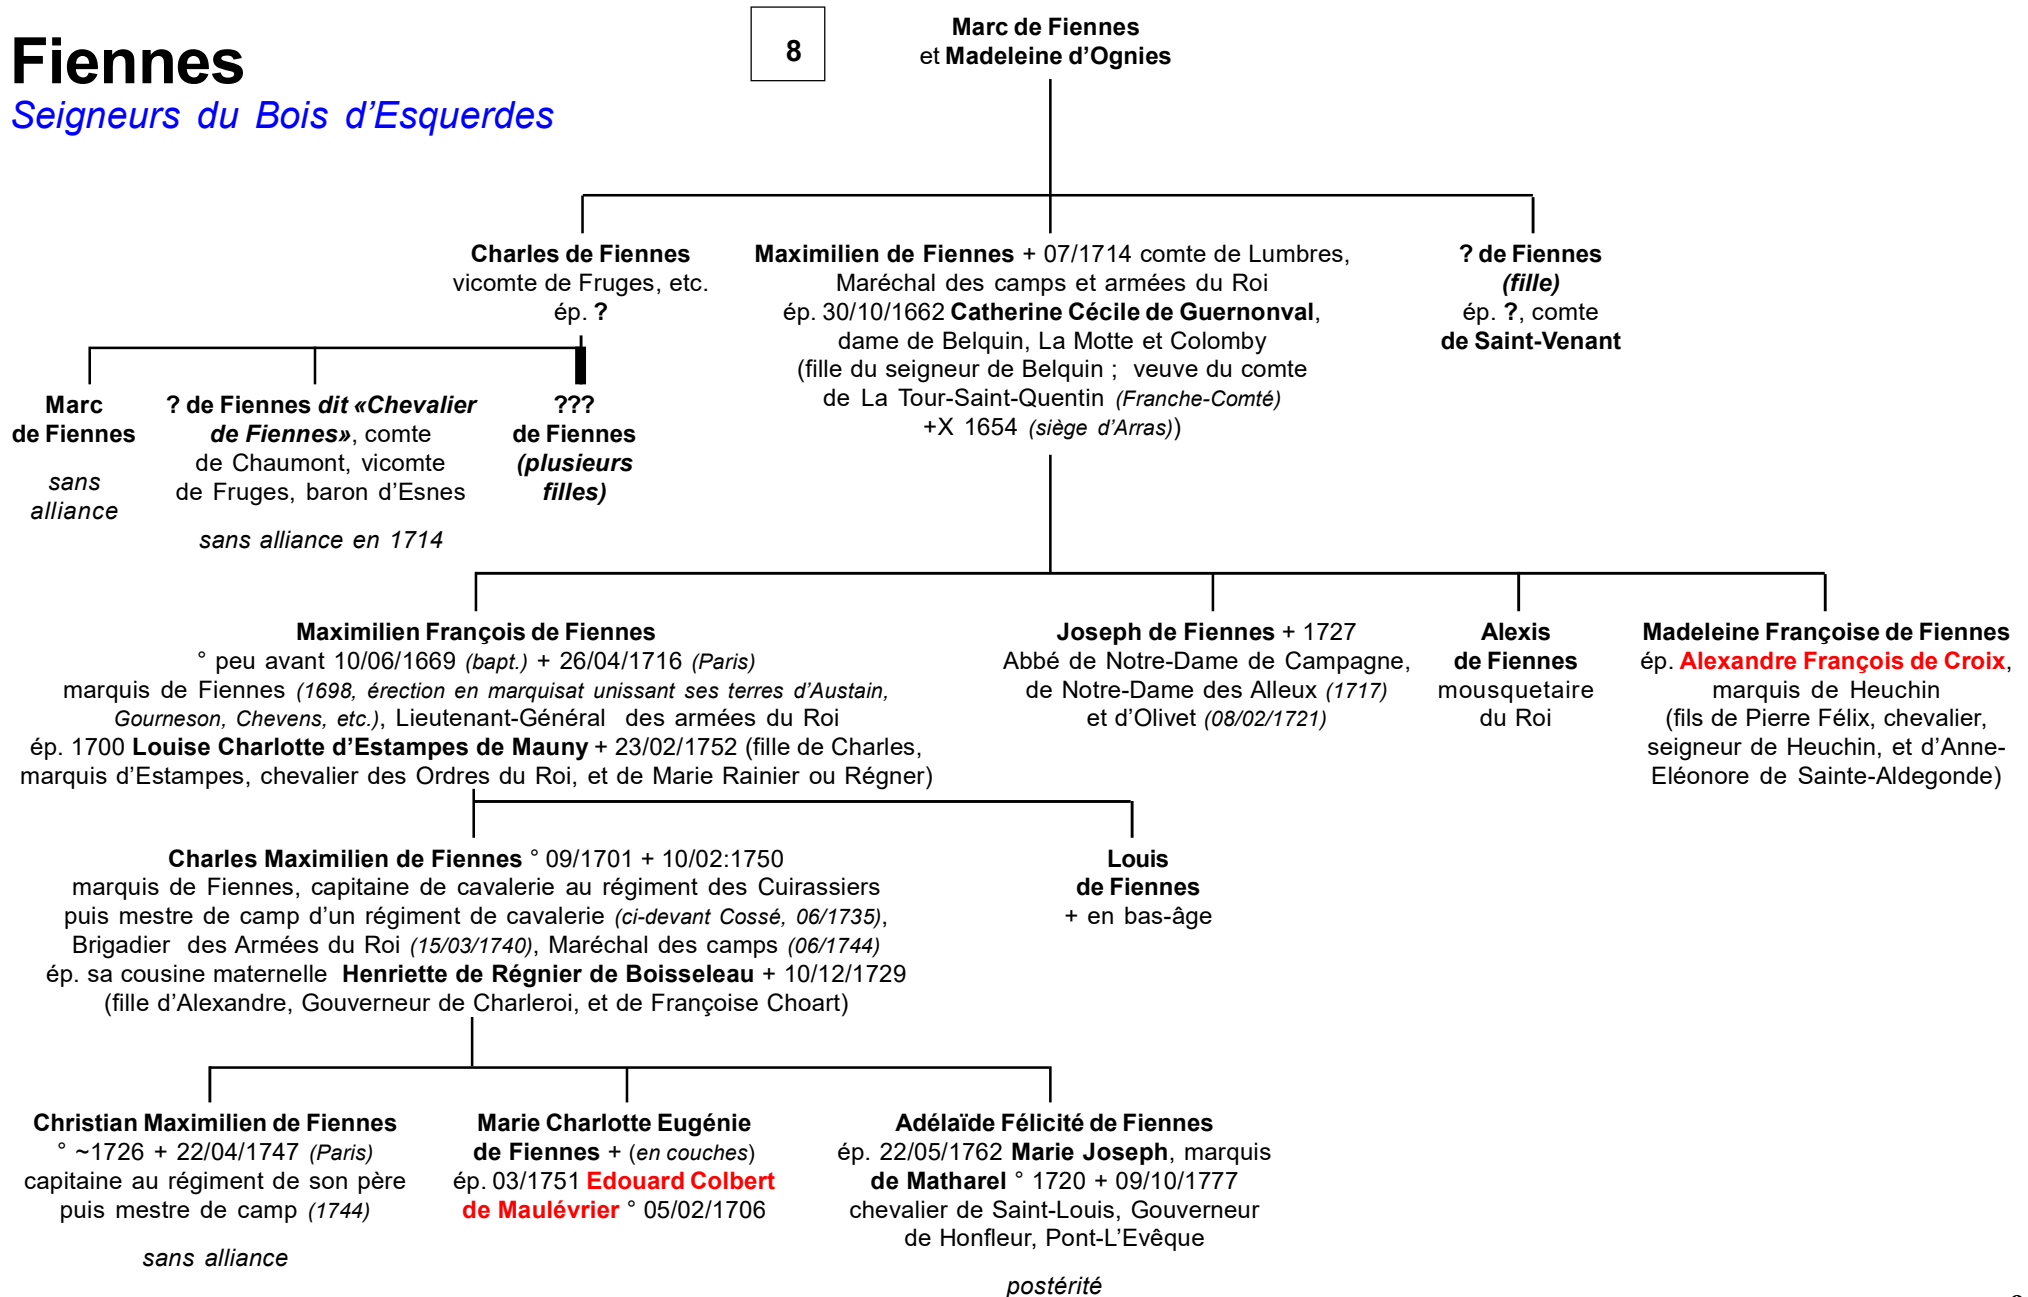 Fiennes
Seigneurs du Bois d’Esquerdes
8
Marc de Fiennes
et Madeleine d’Ognies
Charles de Fiennes
vicomte de Fruges, etc.
ép. ?
Maximilien de Fiennes + 07/1714 comte de Lumbres,
Maréchal des camps et armées du Roi
ép. 30/10/1662 Catherine Cécile de Guernonval,
dame de Belquin, La Motte et Colomby
(fille du seigneur de Belquin ; veuve du comte
de La Tour-Saint-Quentin (Franche-Comté)
+X 1654 (siège d’Arras))
? de Fiennes
(fille)
ép. ?, comte
de Saint-Venant
Marc
de Fiennes
sans
alliance
? de Fiennes dit «Chevalier
de Fiennes», comte
de Chaumont, vicomte
de Fruges, baron d’Esnes
sans alliance en 1714
???
de Fiennes
(plusieurs
filles)
Maximilien François de Fiennes
° peu avant 10/06/1669 (bapt.) + 26/04/1716 (Paris)
marquis de Fiennes (1698, érection en marquisat unissant ses terres d’Austain,
Gourneson, Chevens, etc.), Lieutenant-Général des armées du Roi
ép. 1700 Louise Charlotte d’Estampes de Mauny + 23/02/1752 (fille de Charles,
marquis d’Estampes, chevalier des Ordres du Roi, et de Marie Rainier ou Régner)
Joseph de Fiennes + 1727
Abbé de Notre-Dame de Campagne,
de Notre-Dame des Alleux (1717)
et d’Olivet (08/02/1721)
Alexis
de Fiennes
mousquetaire
du Roi
Madeleine Françoise de Fiennes
ép. Alexandre François de Croix,
marquis de Heuchin
(fils de Pierre Félix, chevalier,
seigneur de Heuchin, et d’Anne-
Eléonore de Sainte-Aldegonde)
Charles Maximilien de Fiennes ° 09/1701 + 10/02:1750
marquis de Fiennes, capitaine de cavalerie au régiment des Cuirassiers
puis mestre de camp d’un régiment de cavalerie (ci-devant Cossé, 06/1735),
Brigadier des Armées du Roi (15/03/1740), Maréchal des camps (06/1744)
ép. sa cousine maternelle Henriette de Régnier de Boisseleau + 10/12/1729
(fille d’Alexandre, Gouverneur de Charleroi, et de Françoise Choart)
Louis
de Fiennes
+ en bas-âge
Christian Maximilien de Fiennes
° ~1726 + 22/04/1747 (Paris)
capitaine au régiment de son père
puis mestre de camp (1744)
sans alliance
Marie Charlotte Eugénie
de Fiennes + (en couches)
ép. 03/1751 Edouard Colbert
de Maulévrier ° 05/02/1706
Adélaïde Félicité de Fiennes
ép. 22/05/1762 Marie Joseph, marquis
de Matharel ° 1720 + 09/10/1777
chevalier de Saint-Louis, Gouverneur
de Honfleur, Pont-L’Evêque
postérité